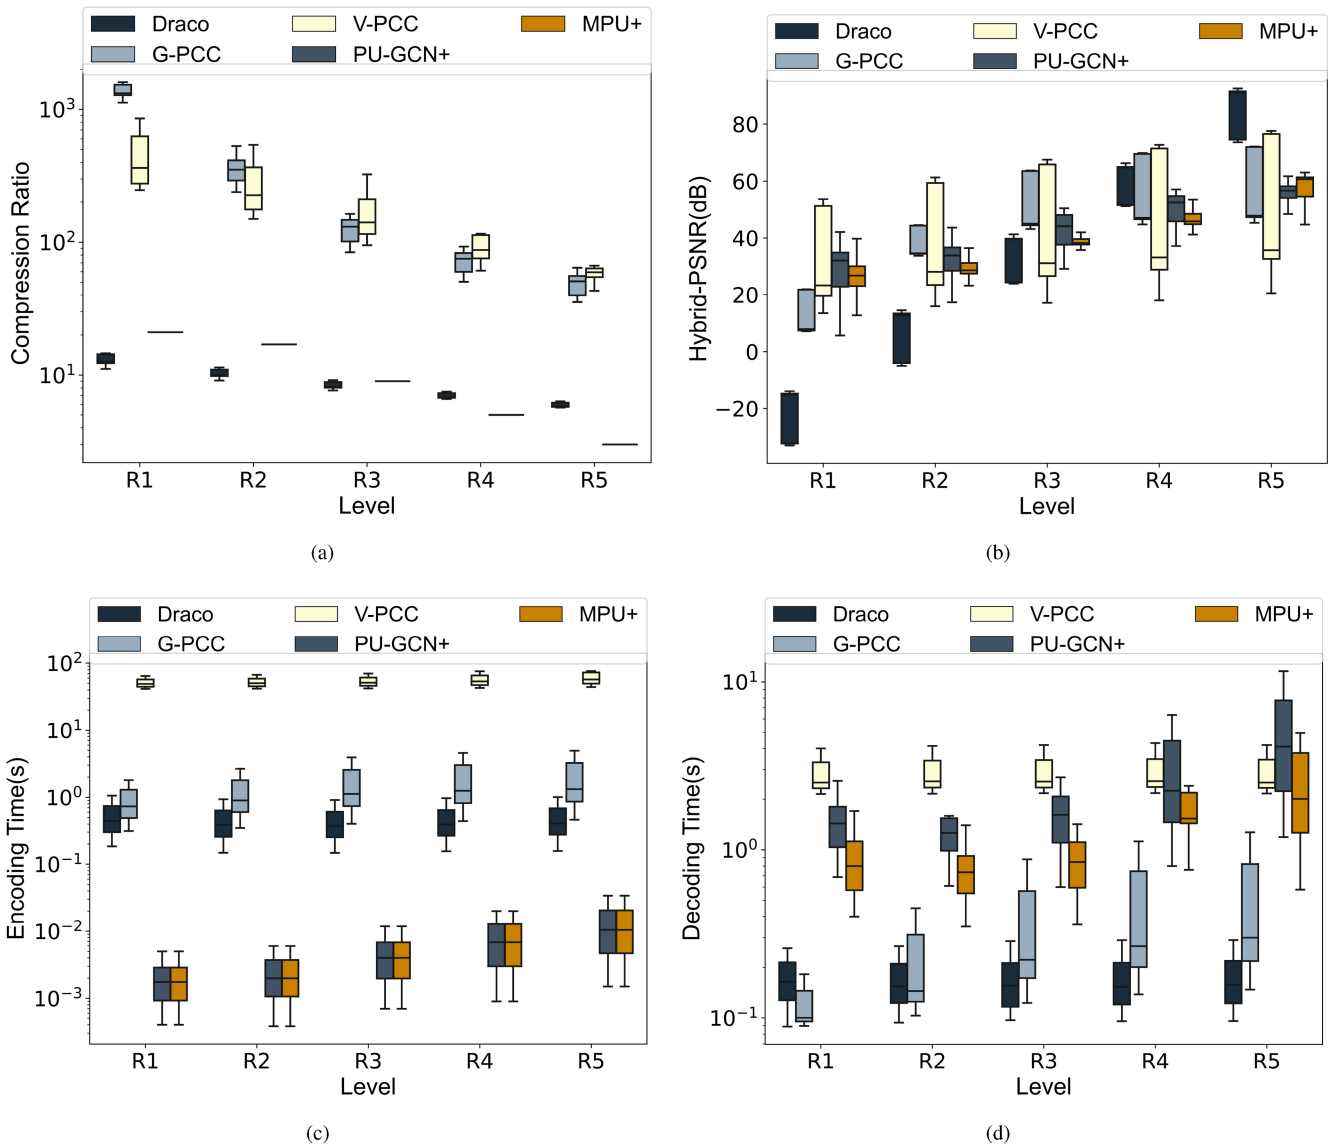 Draco V-PCC MPU+
G-PCC PU-GCN+
Compression Ratio
10³
10²
10¹
R1 R2 R3 R4 R5
Level
(a)
Draco V-PCC MPU+
G-PCC PU-GCN+
Hybrid-PSNR(dB)
80
60
40
20
0
−20
R1 R2 R3 R4 R5
Level
(b)
Draco V-PCC MPU+
G-PCC PU-GCN+
Encoding Time(s)
10²
10¹
10⁰
10⁻¹
10⁻²
10⁻³
R1 R2 R3 R4 R5
Level
(c)
Draco V-PCC MPU+
G-PCC PU-GCN+
Decoding Time(s)
10¹
10⁰
10⁻¹
R1 R2 R3 R4 R5
Level
(d)